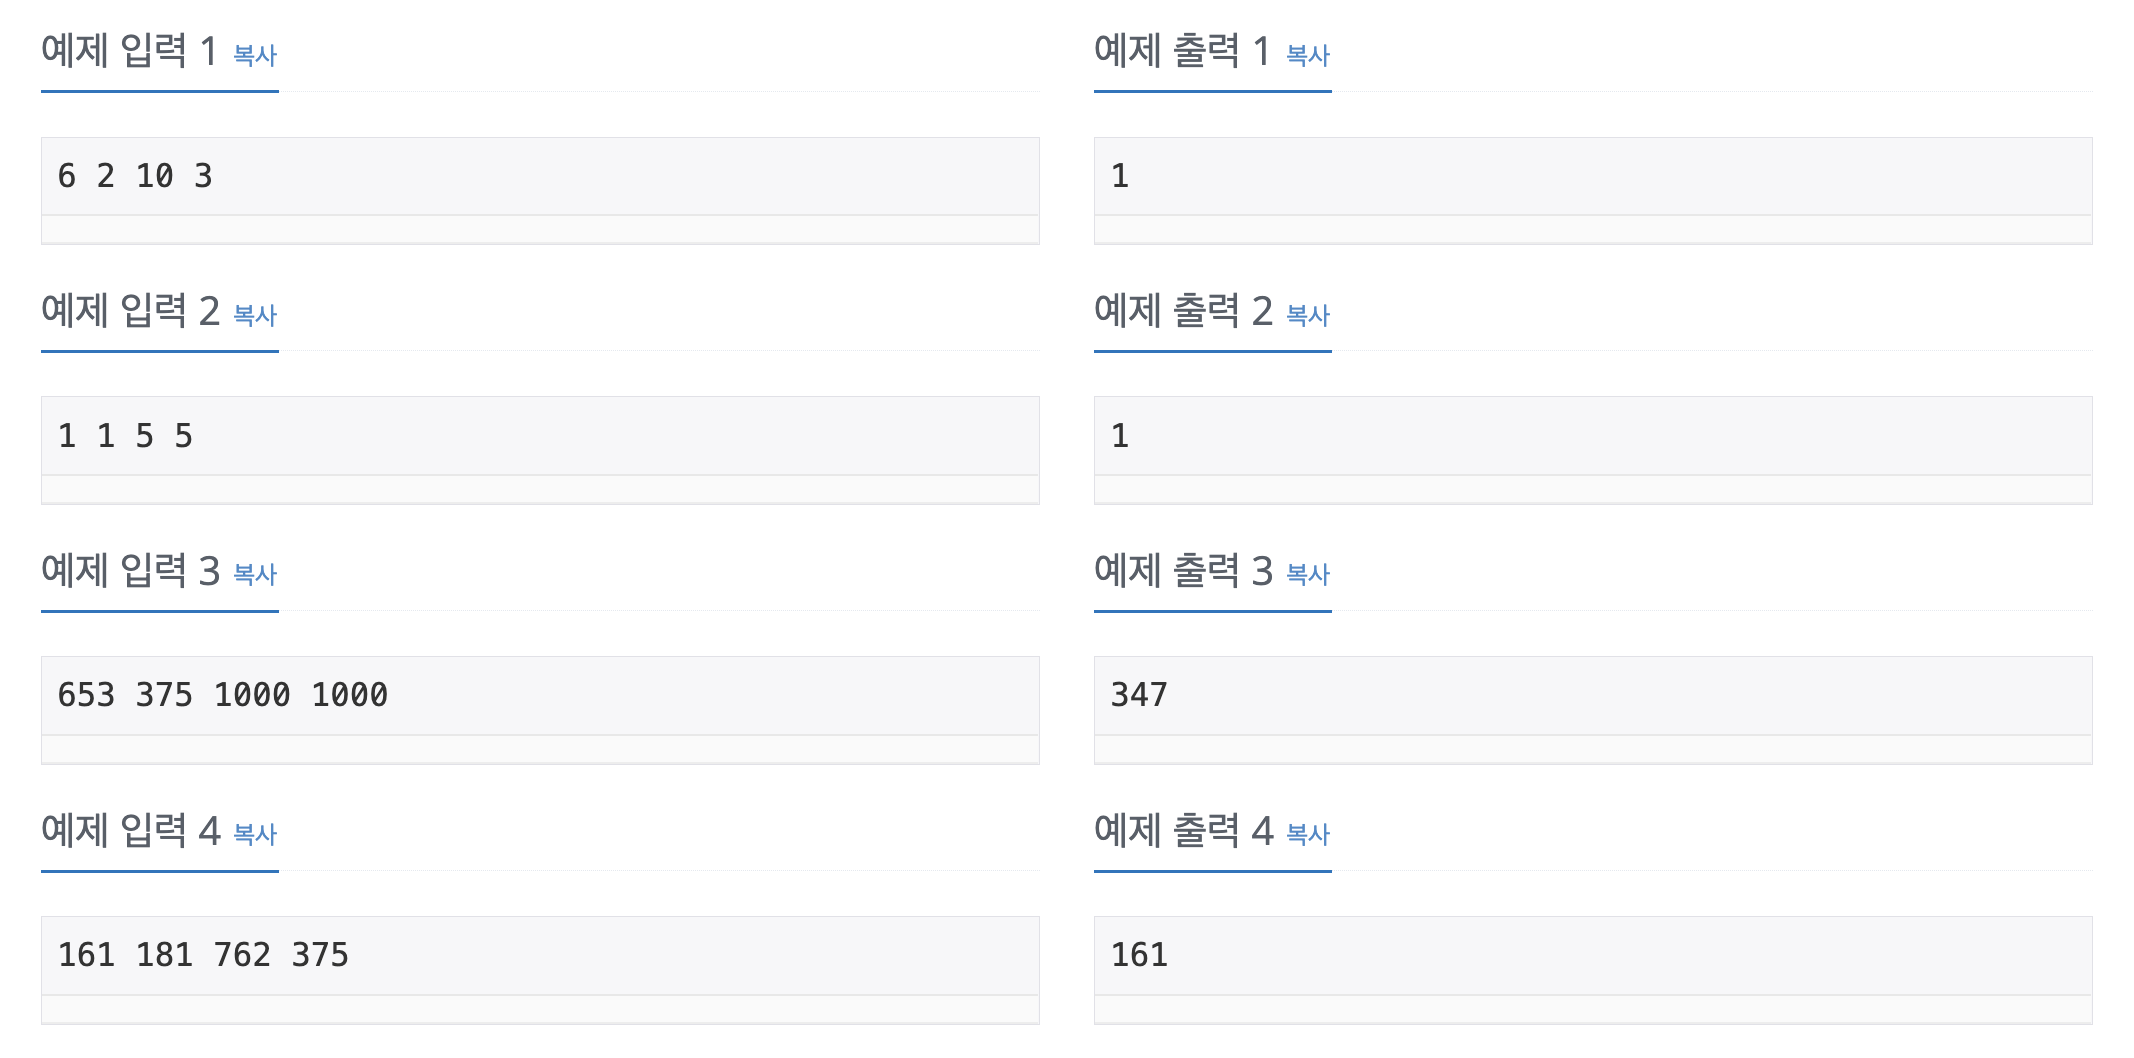 예제 입력 1 복사
예제 출력 1 복사
6 2 10 3
1
예제 입력 2 복사
예제 출력 2 복사
1 1 5 5
1
예제 입력 3 복사
예제 출력 3 복사
653 375 1000 1000
347
예제 입력 4 복사
예제 출력 4 복사
161 181 762 375
161